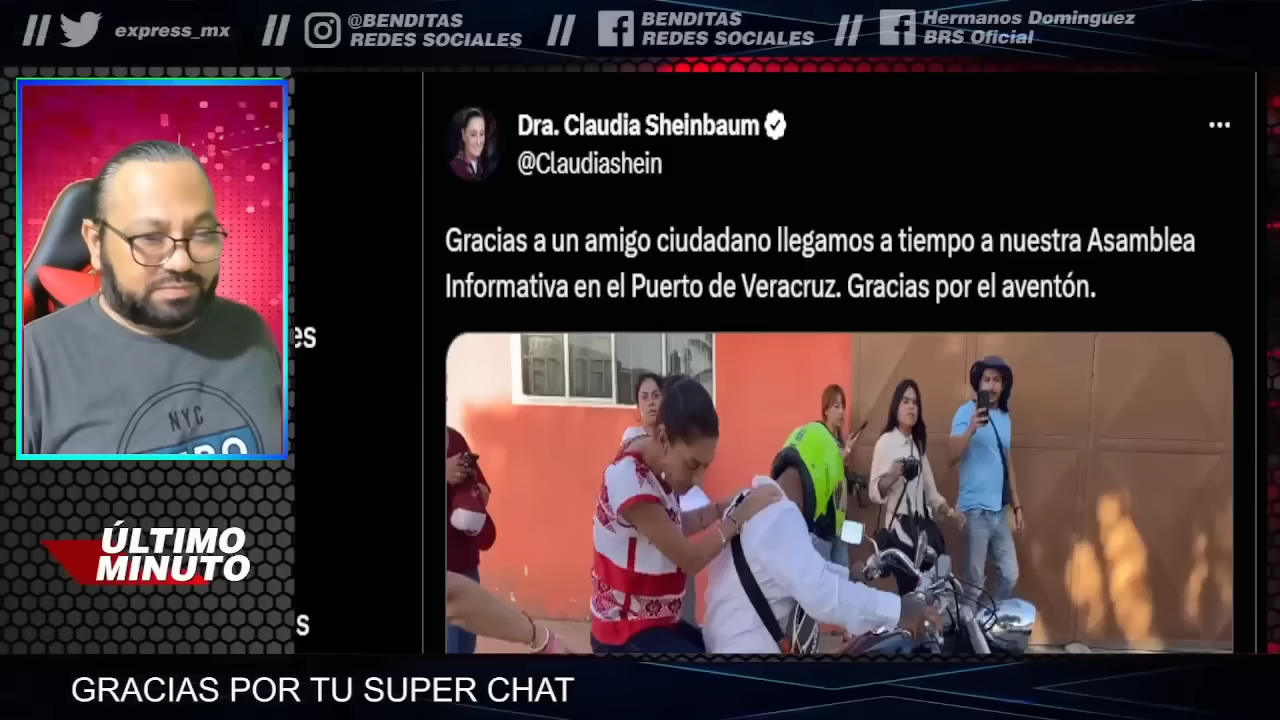 // express_mx // @BENDITAS REDES SOCIALES // BENDITAS REDES SOCIALES // Hermanos Dominguez BRS Oficial
Dra. Claudia Sheinbaum
@Claudiashein
Gracias a un amigo ciudadano llegamos a tiempo a nuestra Asamblea
Informativa en el Puerto de Veracruz. Gracias por el aventón.
es
NYC
ÚLTIMO
MINUTO
s
GRACIAS POR TU SUPER CHAT